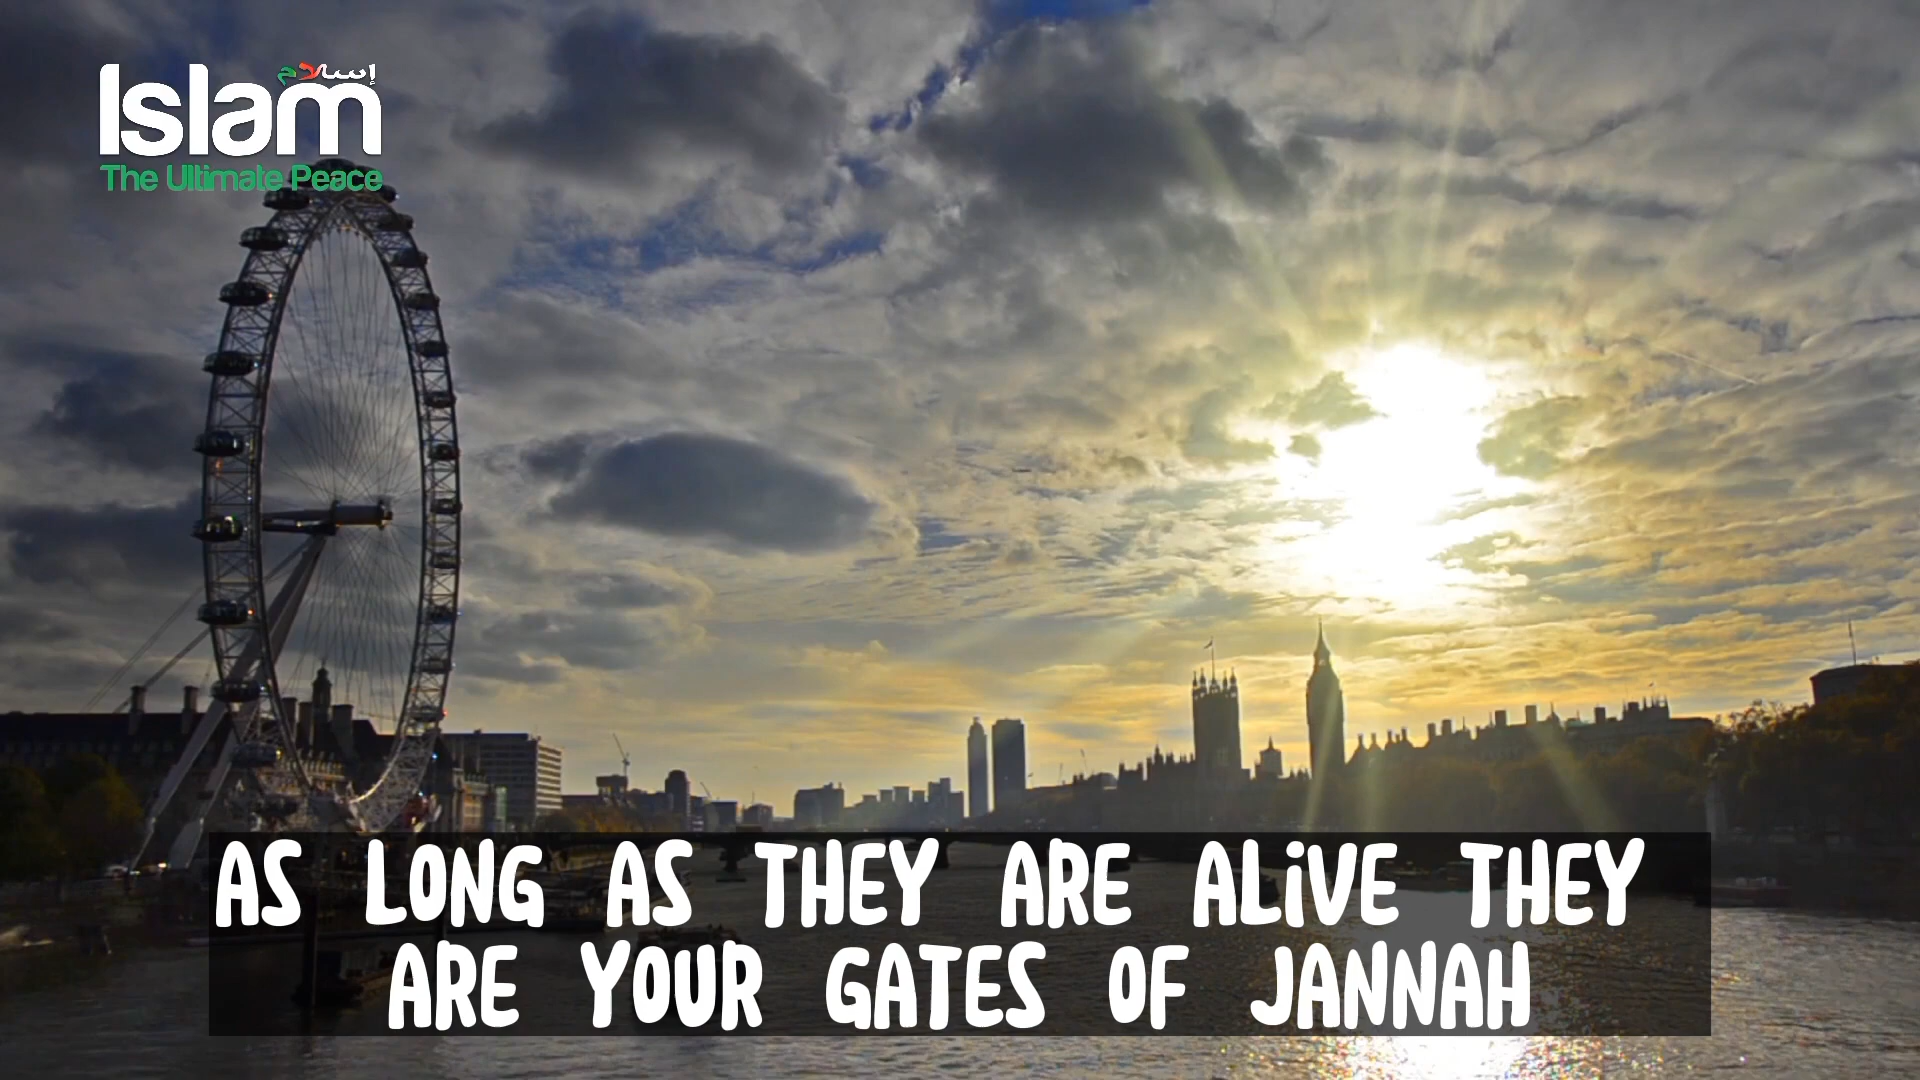 إسلام
Islam
The Ultimate Peace
AS LONG AS THEY ARE ALiVE THEY
ARE YOUR GATES OF JANNAH